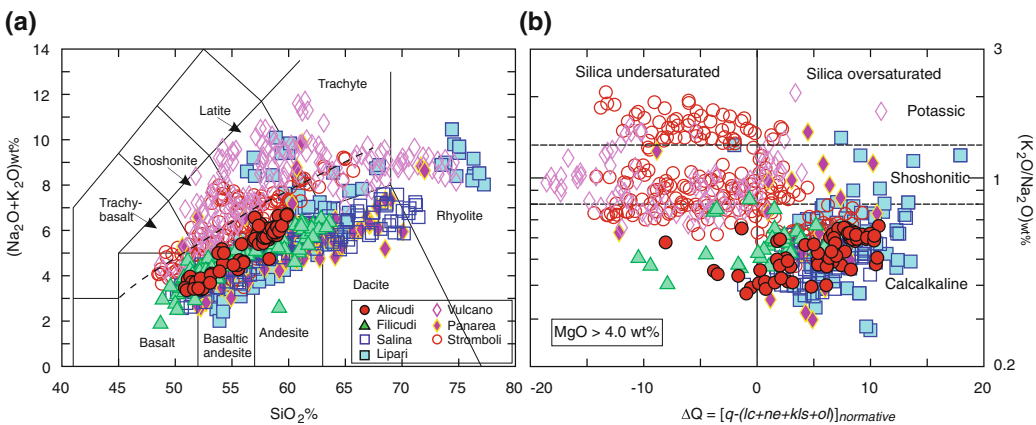 (a)
(Na2O+K2O)wt%
14
12
10
8
6
4
2
0
40 45 50 55 60 65 70 75 80
SiO2%
Trachyte
Latite
Shoshonite
Trachy-
basalt
Rhyolite
Dacite
Andesite
Basaltic
andesite
Basalt
Alicudi
Filicudi
Salina
Lipari
Vulcano
Panarea
Stromboli
(b)
Silica undersaturated
Silica oversaturated
Potassic
Shoshonitic
Calcalkaline
MgO > 4.0 wt%
3
1
0.2
(K2O/Na2O)wt%
-20 -10 0 10 20
ΔQ = [q-(lc+ne+kls+ol)]normative